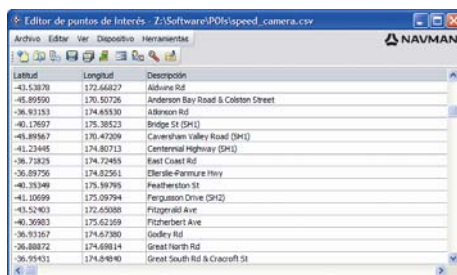 Editor de puntos de Interés - Z:\Software\POIs\speed_camera.csv
Archivo Editar Ver Dispositivo Herramientas
NAVMAN
Latitud Longitud Descripción
-43.53878 172.66827 Aldwins Rd
-45.89590 170.50726 Anderson Bay Road & Colston Street
-36.93153 174.65530 Atkinson Rd
-40.17697 175.38523 Bridge St (SH1)
-45.89567 170.47209 Caversham Valley Road (SH1)
-41.23445 174.80713 Centennial Highway (SH1)
-36.71825 174.72455 East Coast Rd
-36.89756 174.82561 Ellerslie-Panmure Hwy
-40.35349 175.59795 Featherston St
-41.10699 175.09794 Fergusson Drive (SH2)
-43.52403 172.65088 Fitzgerald Ave
-40.36983 175.62169 Fitzherbert Ave
-36.93167 174.67380 Godley Rd
-36.88872 174.69814 Great North Rd
-36.95431 174.84840 Great South Rd & Cracroft St